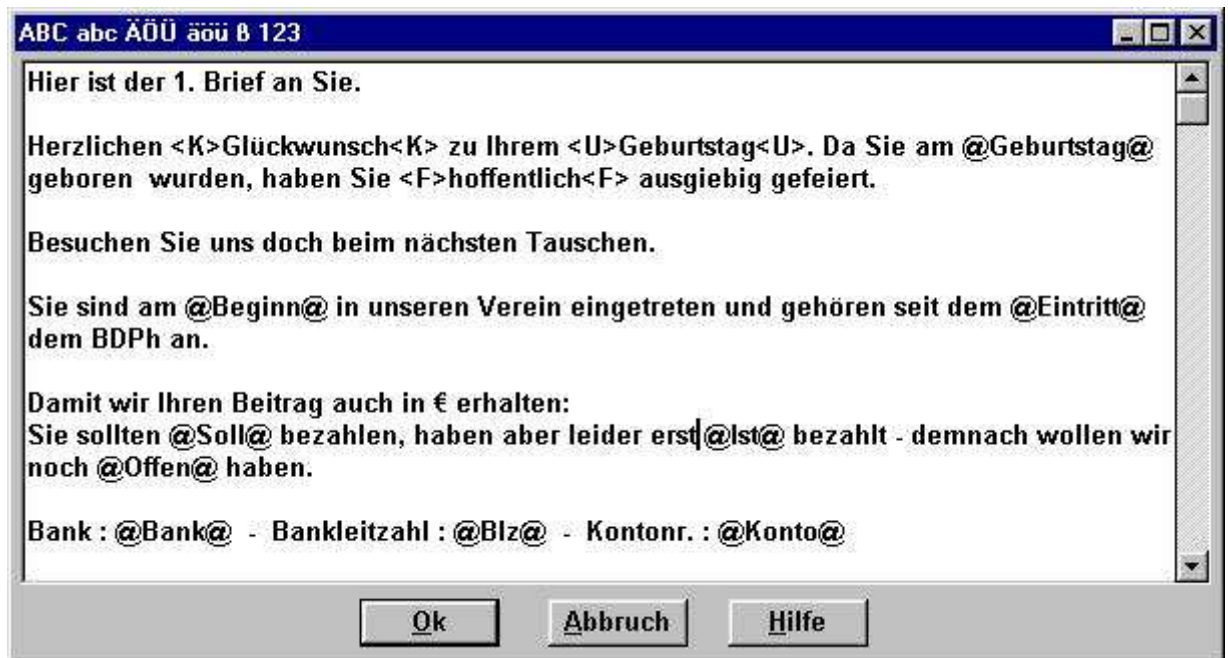 ABC abc ÄÖÜ äöü ß 123
Hier ist der 1. Brief an Sie.
Herzlichen <K>Glückwunsch<K> zu Ihrem <U>Geburtstag<U>. Da Sie am @Geburtstag@
geboren  wurden, haben Sie <F>hoffentlich<F> ausgiebig gefeiert.
Besuchen Sie uns doch beim nächsten Tauschen.
Sie sind am @Beginn@ in unseren Verein eingetreten und gehören seit dem @Eintritt@
dem BDPh an.
Damit wir Ihren Beitrag auch in € erhalten:
Sie sollten @Soll@ bezahlen, haben aber leider erst @Ist@ bezahlt - demnach wollen wir
noch @Offen@ haben.
Bank : @Bank@  -  Bankleitzahl : @Blz@  -  Kontonr. : @Konto@
Ok Abbruch Hilfe